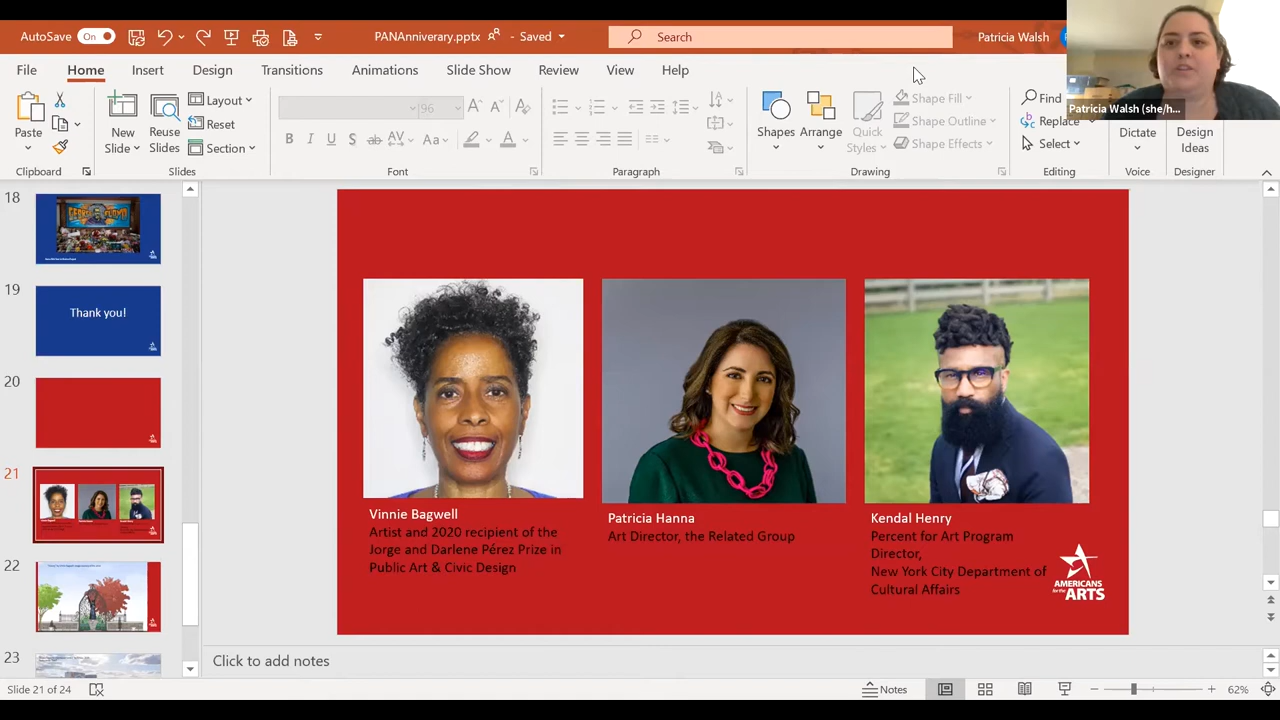 AutoSave On
PANAnniverary.pptx - Saved
Search
Patricia Walsh
File Home Insert Design Transitions Animations Slide Show Review View Help
Paste
New Slide
Reuse Slides
Layout
Reset
Section
96
B I U S ab AV Aa A
Shapes
Arrange
Quick Styles
Shape Fill
Shape Outline
Shape Effects
Find
Replace
Select
Dictate
Design Ideas
Patricia Walsh (she/h...
Clipboard Slides Font Paragraph Drawing Editing Voice Designer
18
GEORGE FLOYD
19
Thank you!
20
21
22
23
Vinnie Bagwell
Artist and 2020 recipient of the
Jorge and Darlene Pérez Prize in
Public Art & Civic Design
Patricia Hanna
Art Director, the Related Group
Kendal Henry
Percent for Art Program
Director,
New York City Department of
Cultural Affairs
AMERICANS
for the ARTS
Click to add notes
Slide 21 of 24
Notes
62%